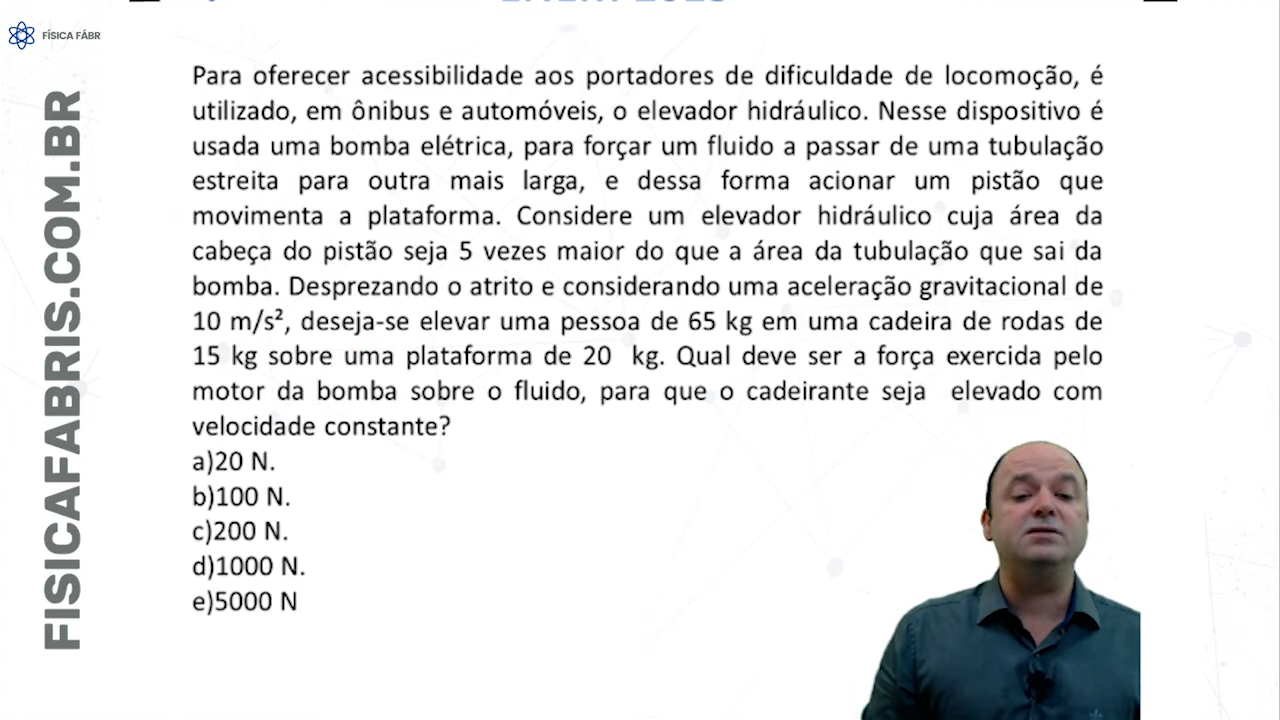 FÍSICA FÁBR
FISICAFABRIS.COM.BR
Para oferecer acessibilidade aos portadores de dificuldade de locomoção, é
utilizado, em ônibus e automóveis, o elevador hidráulico. Nesse dispositivo é
usada uma bomba elétrica, para forçar um fluido a passar de uma tubulação
estreita para outra mais larga, e dessa forma acionar um pistão que
movimenta a plataforma. Considere um elevador hidráulico cuja área da
cabeça do pistão seja 5 vezes maior do que a área da tubulação que sai da
bomba. Desprezando o atrito e considerando uma aceleração gravitacional de
10 m/s², deseja-se elevar uma pessoa de 65 kg em uma cadeira de rodas de
15 kg sobre uma plataforma de 20 kg. Qual deve ser a força exercida pelo
motor da bomba sobre o fluido, para que o cadeirante seja elevado com
velocidade constante?
a)20 N.
b)100 N.
c)200 N.
d)1000 N.
e)5000 N